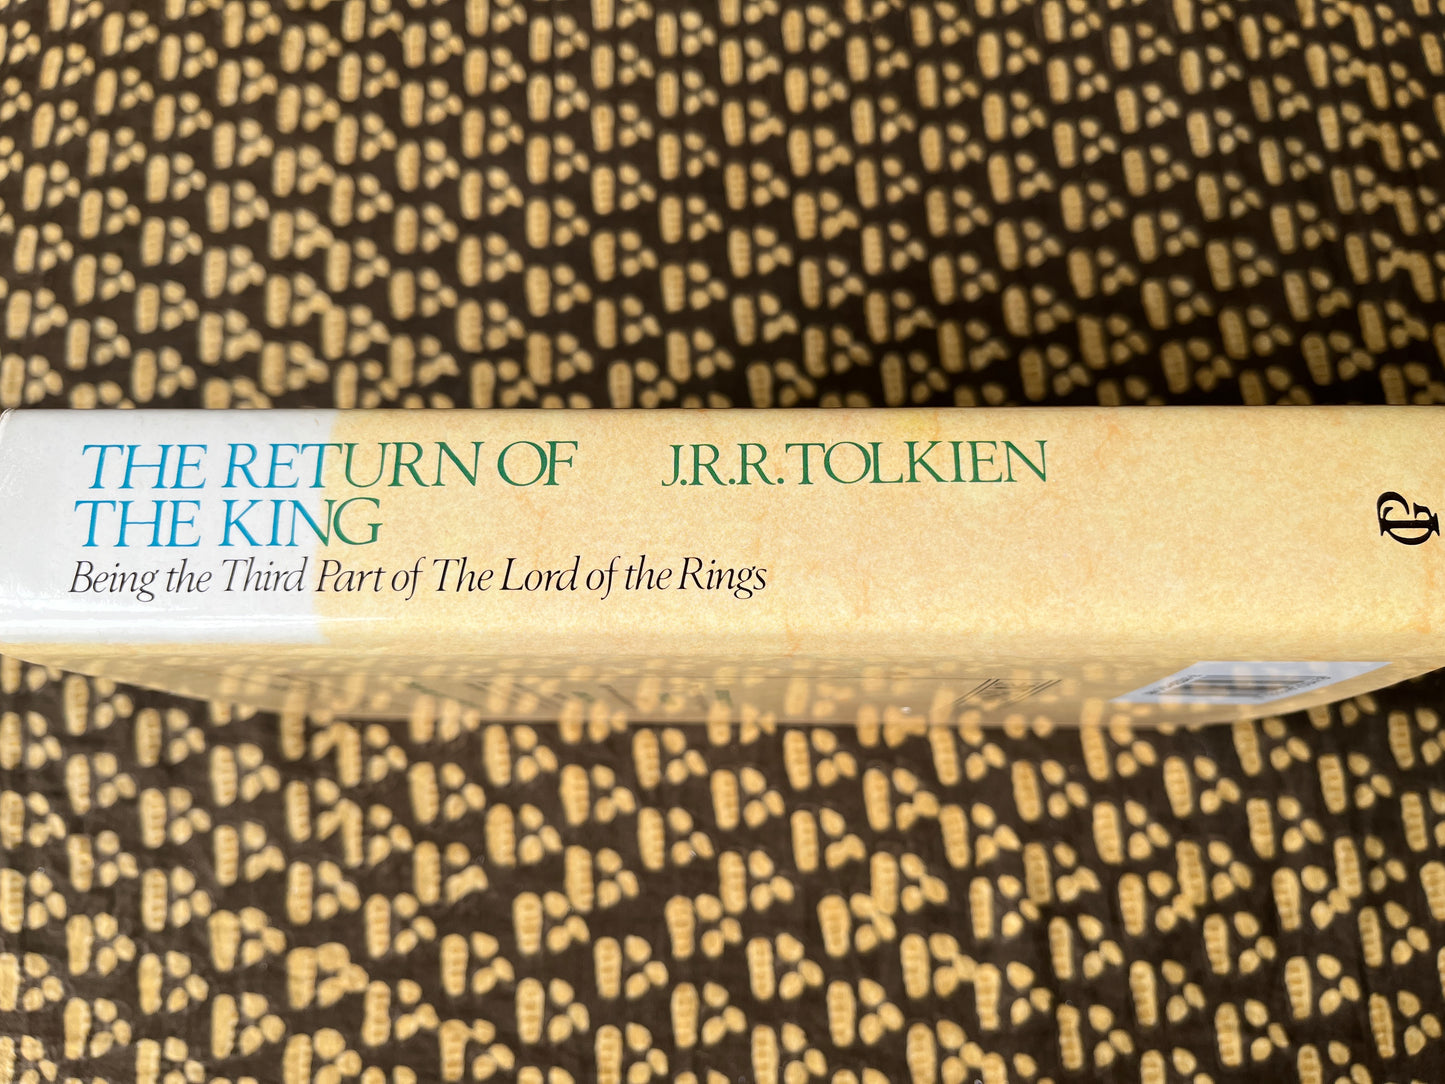 THE RETURN OF J.R.R. TOLKIEN
THE KING
Being the Third Part of The Lord of the Rings